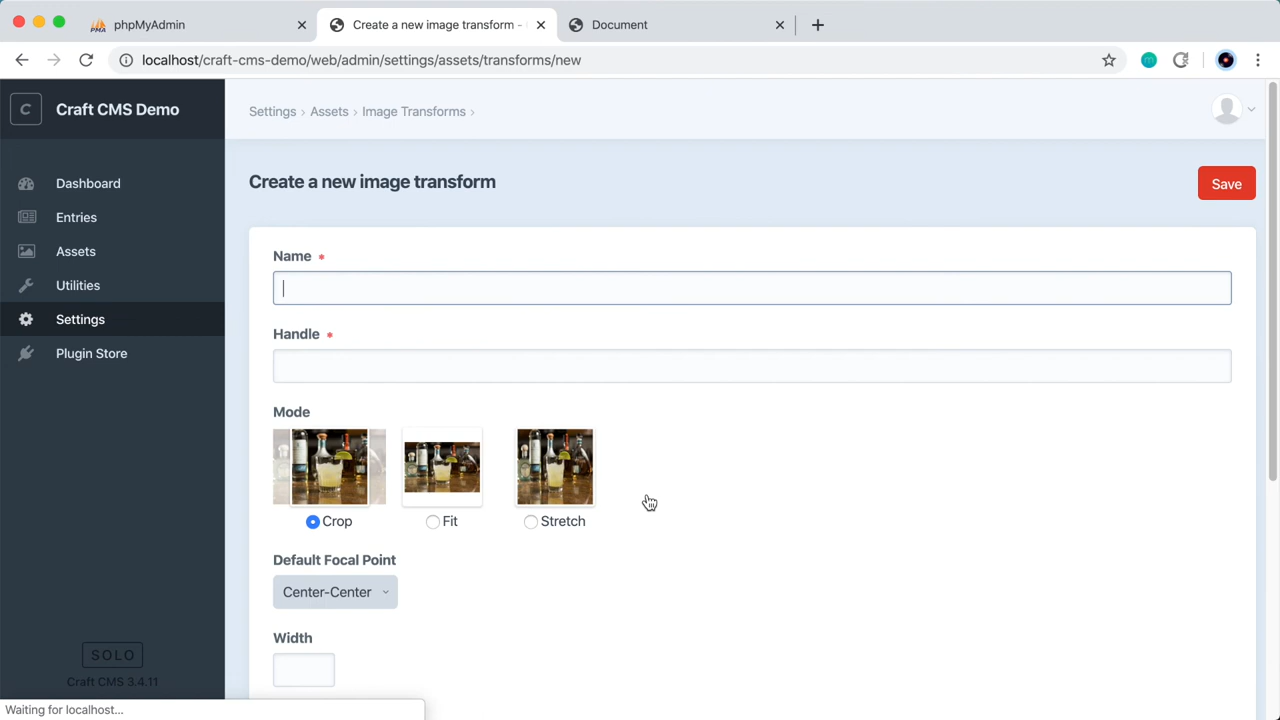 phpMyAdmin
Create a new image transform -
Document
localhost/craft-cms-demo/web/admin/settings/assets/transforms/new
C
Craft CMS Demo
Settings › Assets › Image Transforms ›
Dashboard
Entries
Assets
Utilities
Settings
Plugin Store
Create a new image transform
Save
Name *
Handle *
Mode
Crop
Fit
Stretch
Default Focal Point
Center-Center
Width
SOLO
Craft CMS 3.4.11
Waiting for localhost...